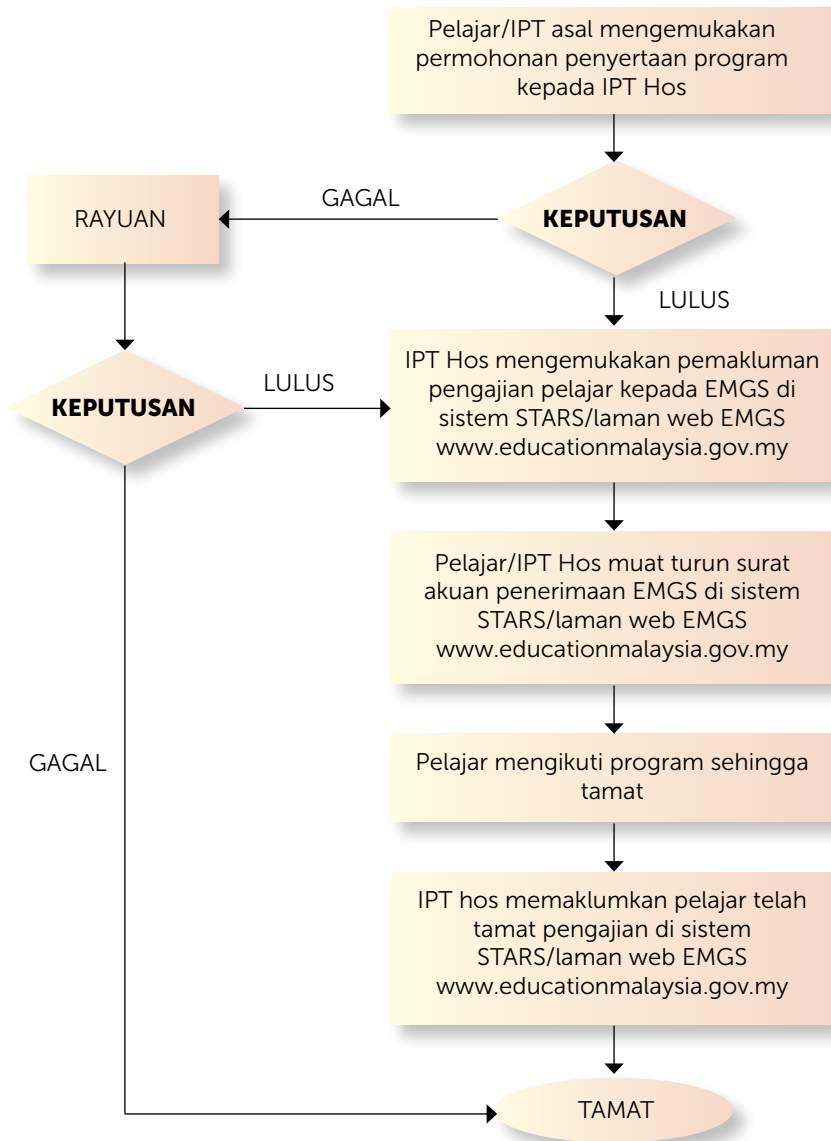 Pelajar/IPT asal mengemukakan
permohonan penyertaan program
kepada IPT Hos
GAGAL
RAYUAN
KEPUTUSAN
LULUS
IPT Hos mengemukakan pemakluman
pengajian pelajar kepada EMGS di
sistem STARS/laman web EMGS
www.educationmalaysia.gov.my
LULUS
KEPUTUSAN
Pelajar/IPT Hos muat turun surat
akuan penerimaan EMGS di sistem
STARS/laman web EMGS
www.educationmalaysia.gov.my
GAGAL
Pelajar mengikuti program sehingga
tamat
IPT hos memaklumkan pelajar telah
tamat pengajian di sistem
STARS/laman web EMGS
www.educationmalaysia.gov.my
TAMAT